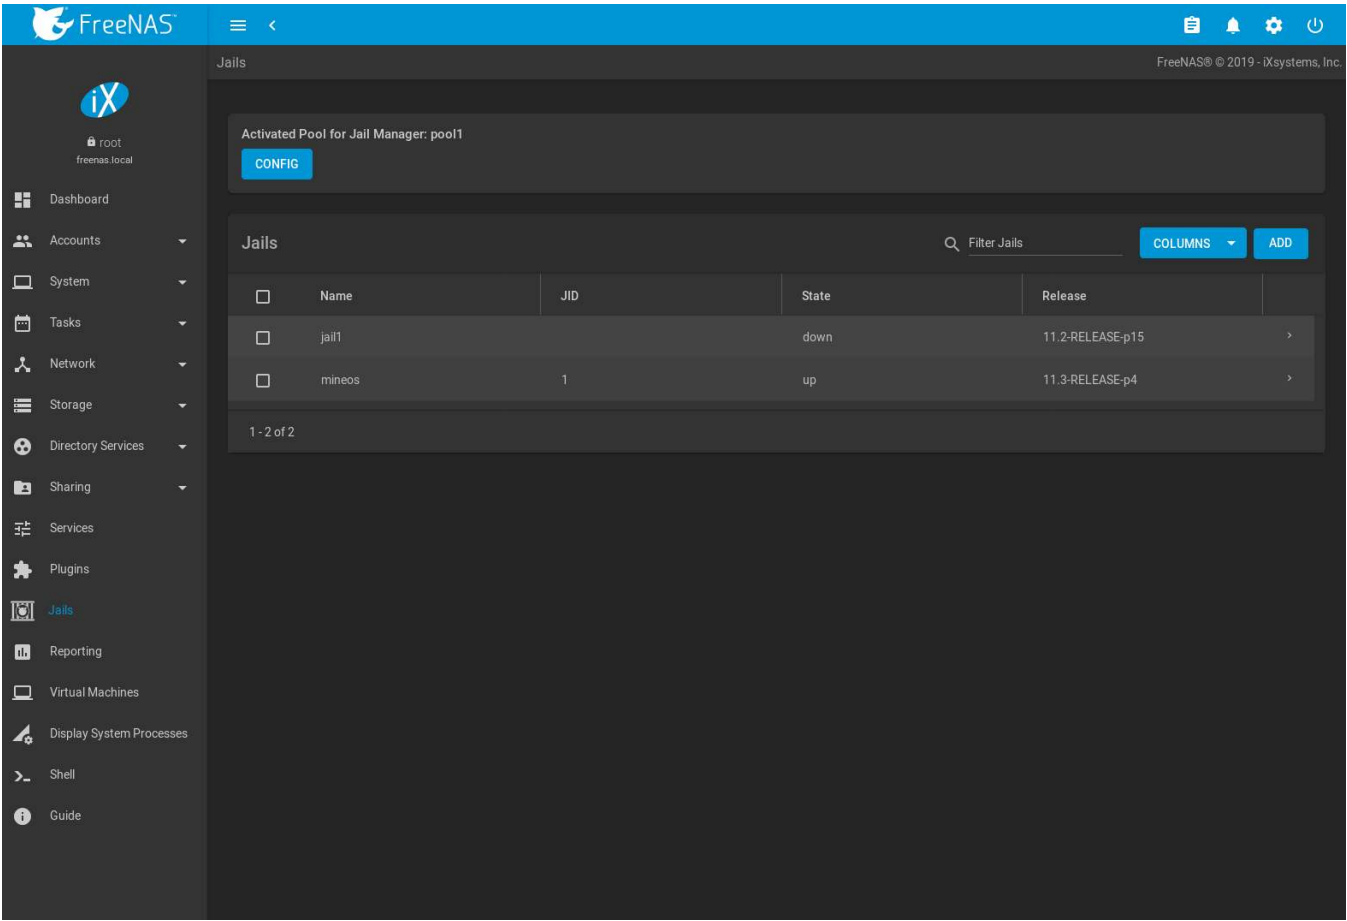 FreeNAS™
Jails
FreeNAS® © 2019 - iXsystems, Inc.
iX
root
freenas.local
Dashboard
Accounts
System
Tasks
Network
Storage
Directory Services
Sharing
Services
Plugins
Jails
Reporting
Virtual Machines
Display System Processes
Shell
Guide
Activated Pool for Jail Manager: pool1
CONFIG
Jails
Filter Jails
COLUMNS
ADD
Name JID State Release
jail1 down 11.2-RELEASE-p15
mineos 1 up 11.3-RELEASE-p4
1 - 2 of 2